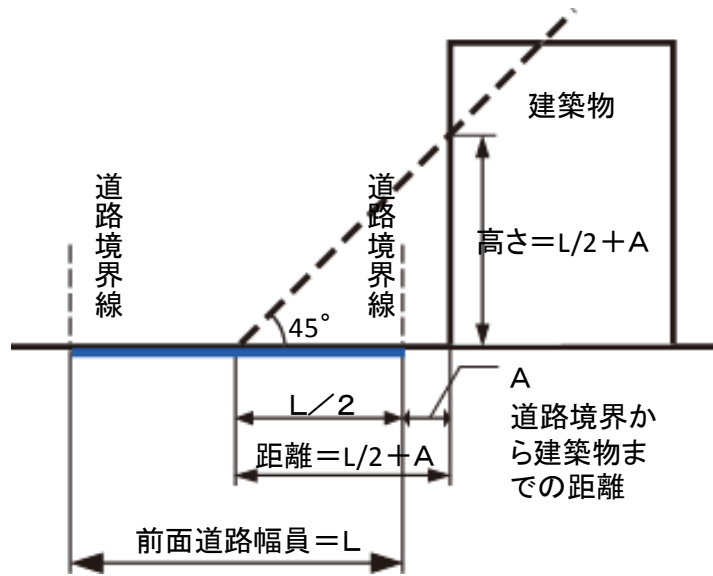 建築物
道路境界線
道路境界線
高さ＝L/2＋A
45°
L／2
A
道路境界か
ら建築物ま
での距離
距離＝L/2＋A
前面道路幅員＝L